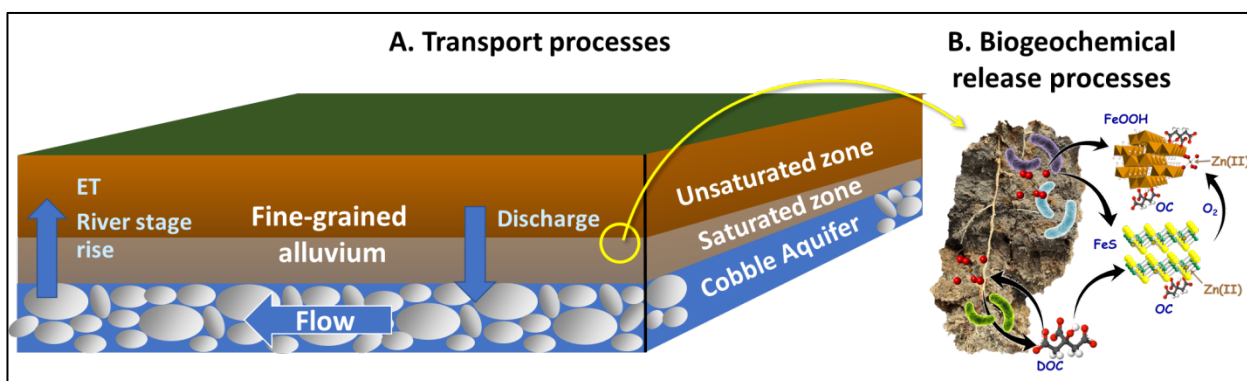 A. Transport processes
B. Biogeochemical
release processes
ET
River stage
rise
Fine-grained
alluvium
Discharge
Unsaturated zone
Saturated zone
Cobble Aquifer
Flow
FeOOH
Zn(II)
OC
O2
FeS
Zn(II)
OC
DOC